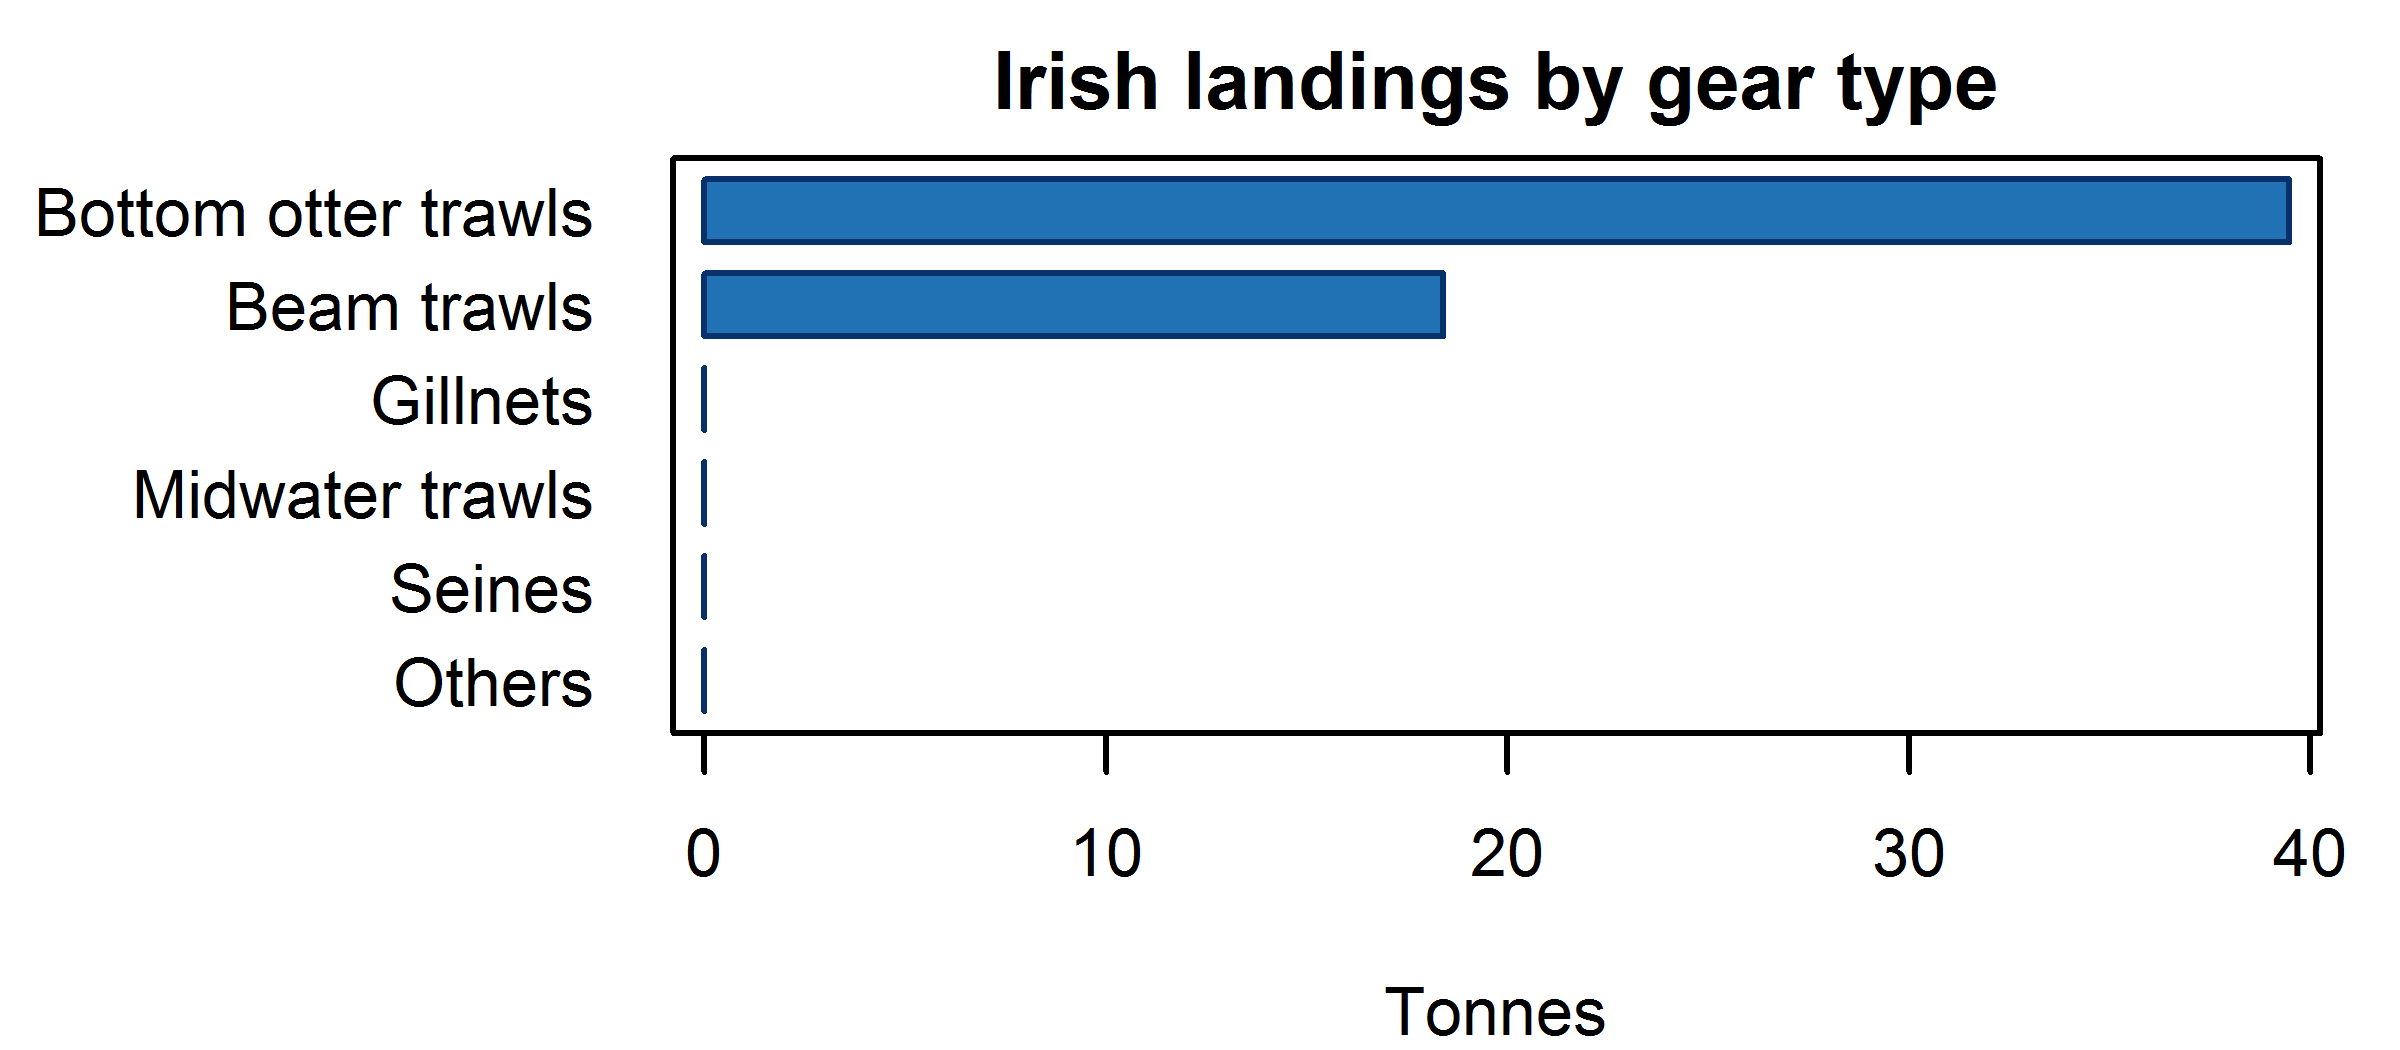 Irish landings by gear type
Bottom otter trawls
Beam trawls
Gillnets
Midwater trawls
Seines
Others
0 10 20 30 40
Tonnes